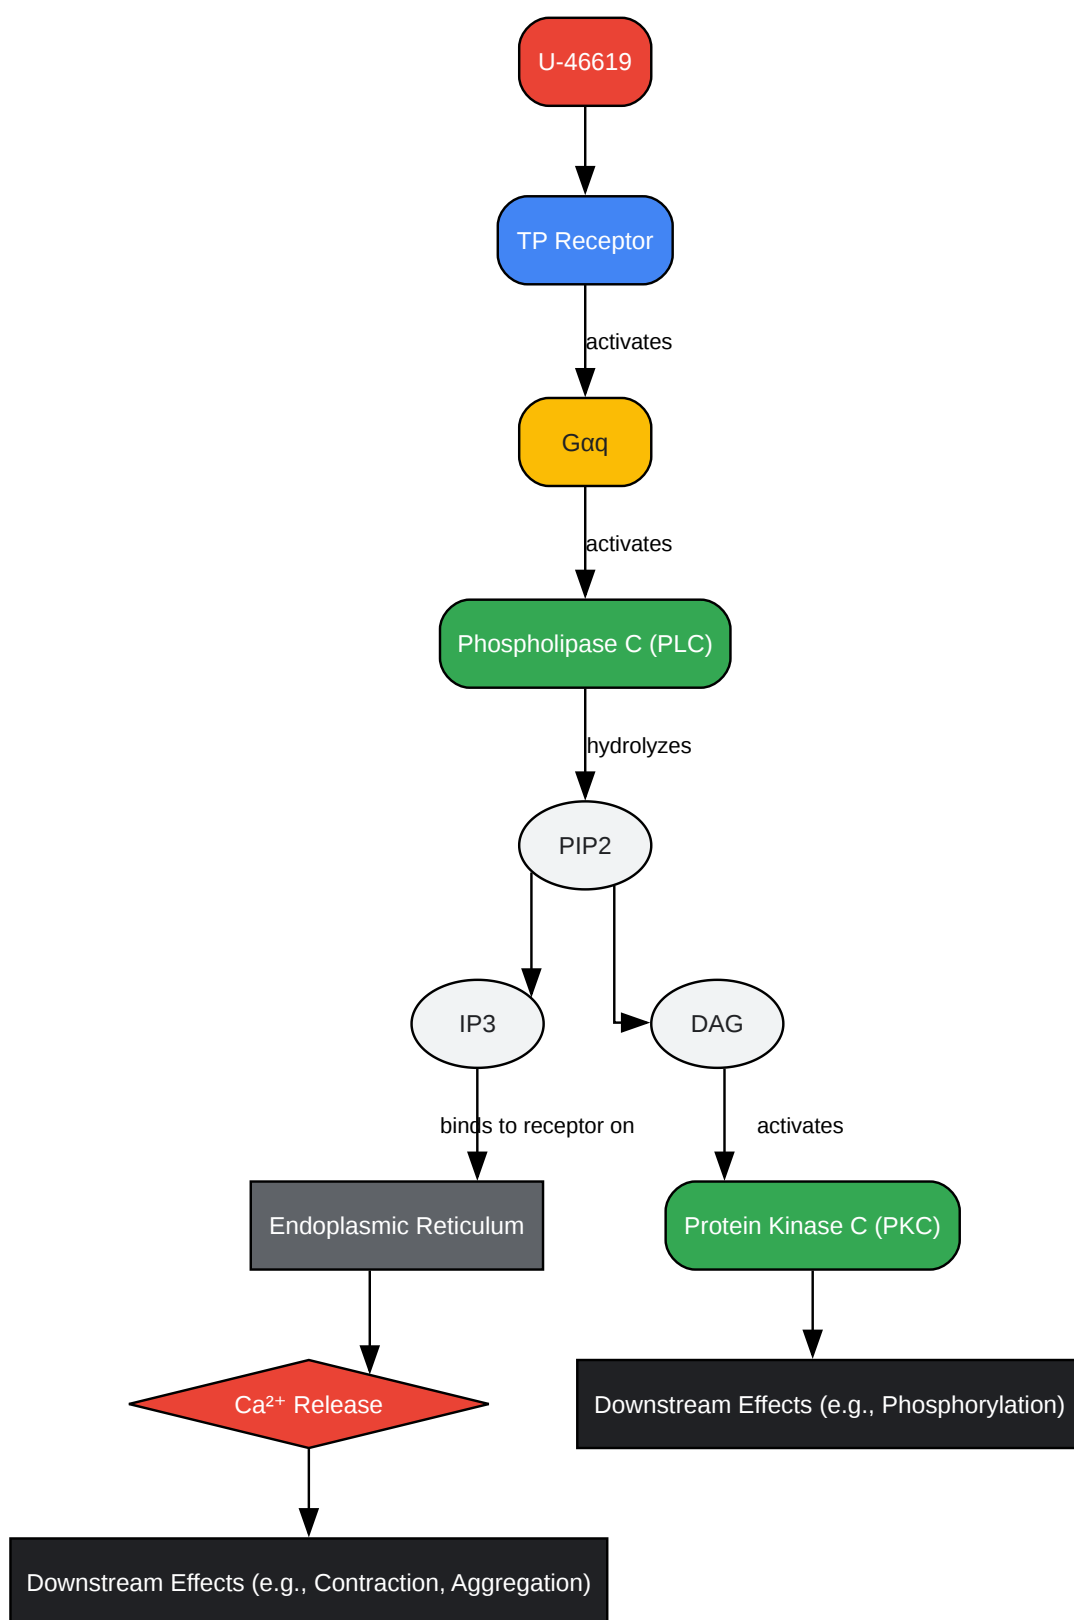 U-46619
TP Receptor
activates
Gαq
activates
Phospholipase C (PLC)
hydrolyzes
PIP2
IP3
DAG
binds to receptor on
activates
Endoplasmic Reticulum
Protein Kinase C (PKC)
Ca²⁺ Release
Downstream Effects (e.g., Phosphorylation)
Downstream Effects (e.g., Contraction, Aggregation)